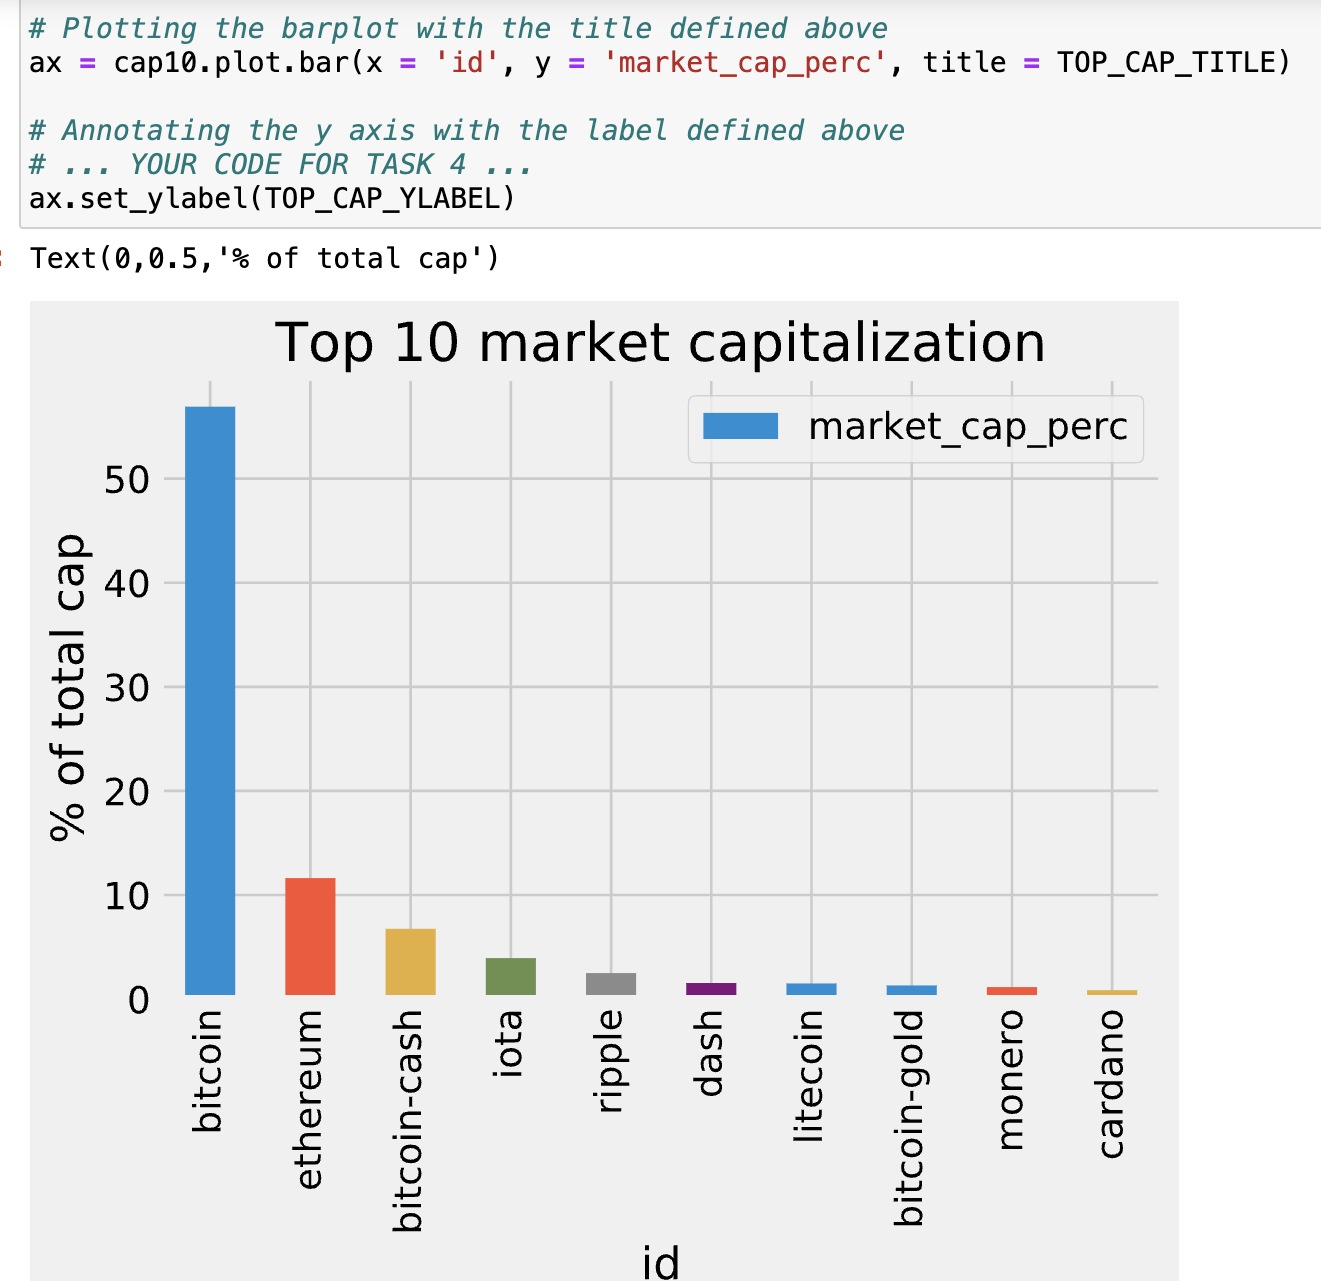 # Plotting the barplot with the title defined above
ax = cap10.plot.bar(x = 'id', y = 'market_cap_perc', title = TOP_CAP_TITLE)
# Annotating the y axis with the label defined above
# ... YOUR CODE FOR TASK 4 ...
ax.set_ylabel(TOP_CAP_YLABEL)
Text(0,0.5,'% of total cap')
Top 10 market capitalization
market_cap_perc
% of total cap
50
40
30
20
10
0
bitcoin
ethereum
bitcoin-cash
iota
ripple
dash
litecoin
bitcoin-gold
monero
cardano
id